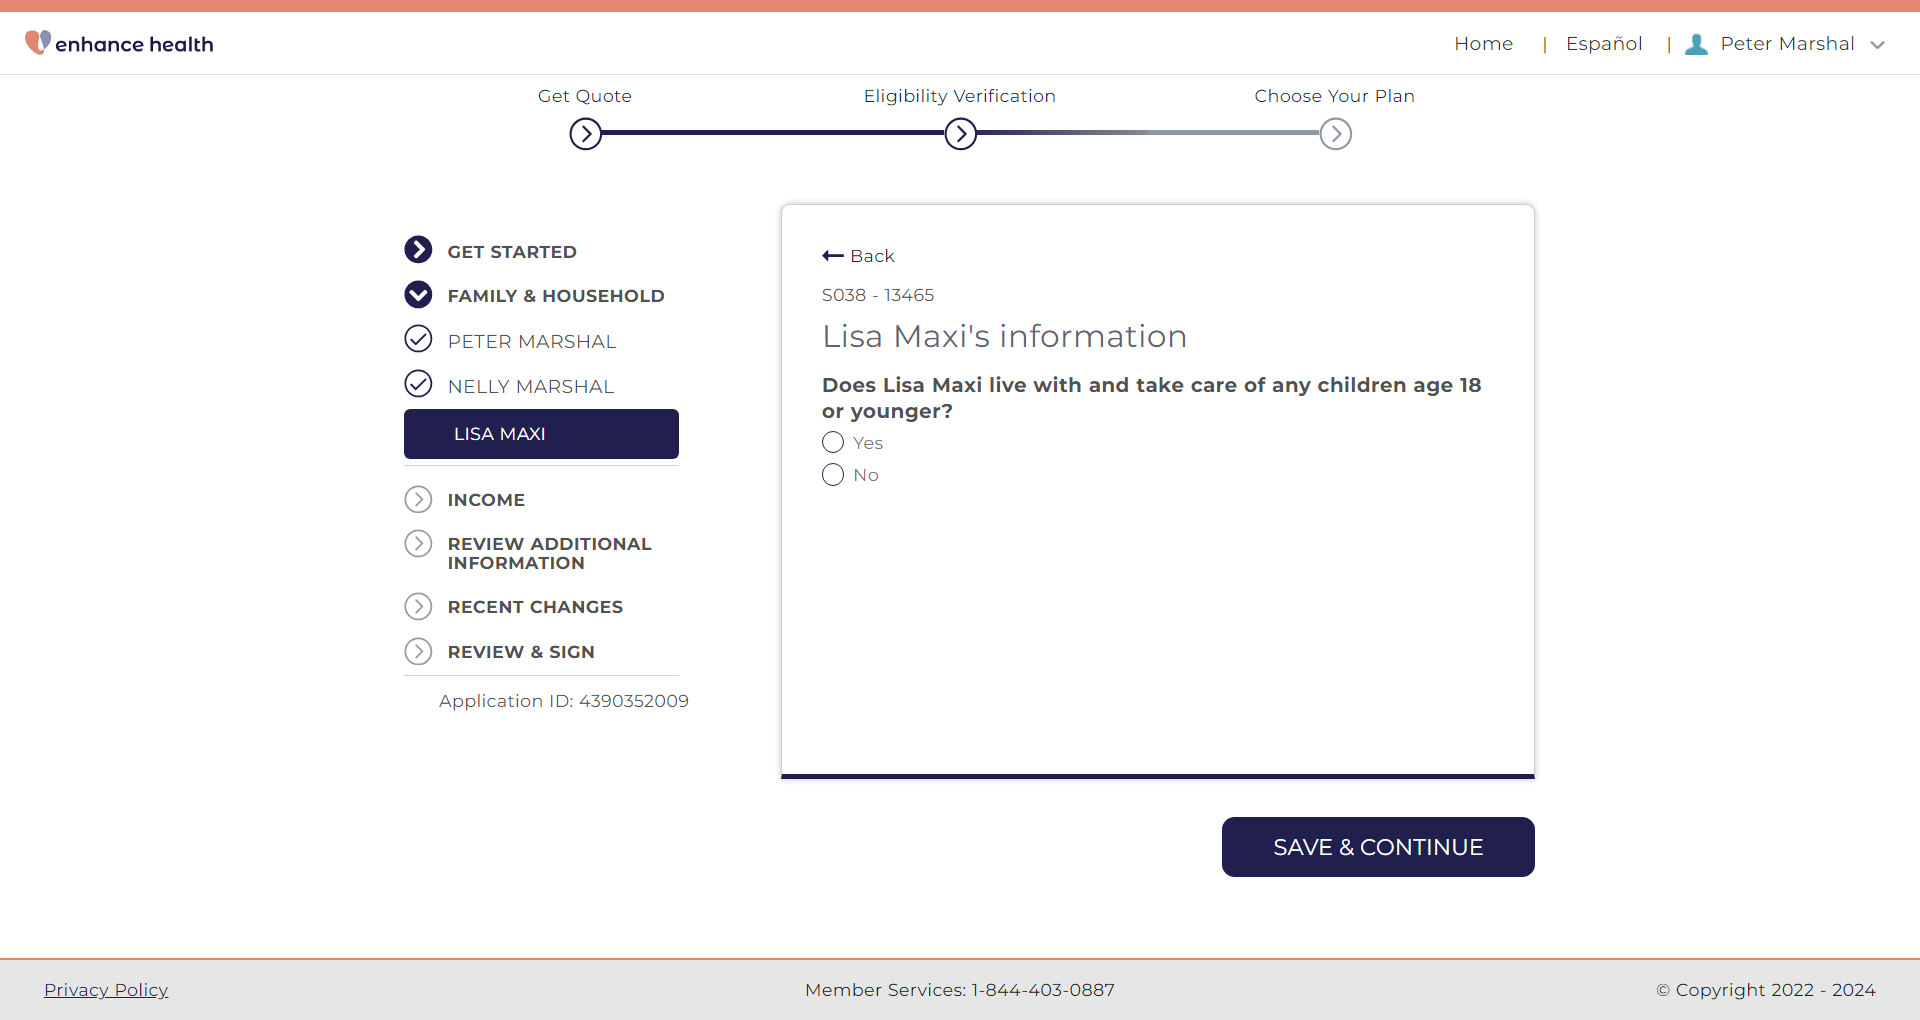 enhance health
Home | Español | Peter Marshal
Get Quote
Eligibility Verification
Choose Your Plan
GET STARTED
FAMILY & HOUSEHOLD
PETER MARSHAL
NELLY MARSHAL
LISA MAXI
INCOME
REVIEW ADDITIONAL
INFORMATION
RECENT CHANGES
REVIEW & SIGN
Application ID: 4390352009
Back
S038 - 13465
Lisa Maxi's information
Does Lisa Maxi live with and take care of any children age 18
or younger?
Yes
No
SAVE & CONTINUE
Privacy Policy
Member Services: 1-844-403-0887
© Copyright 2022 - 2024